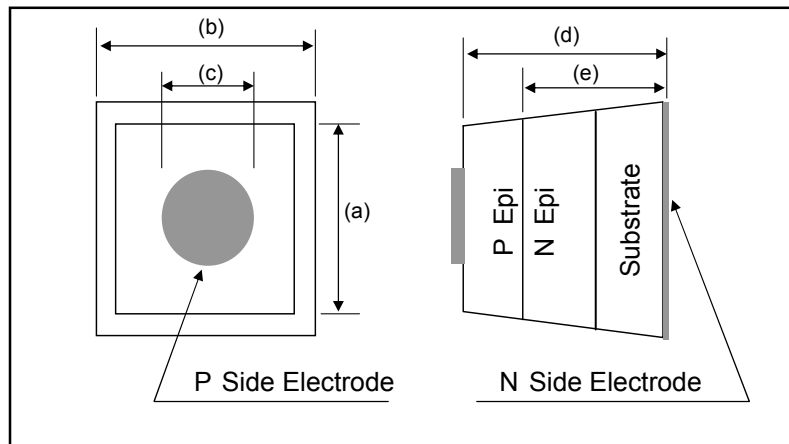 (b)
(c)
(a)
P Side Electrode
(d)
(e)
P Epi
N Epi
Substrate
N Side Electrode